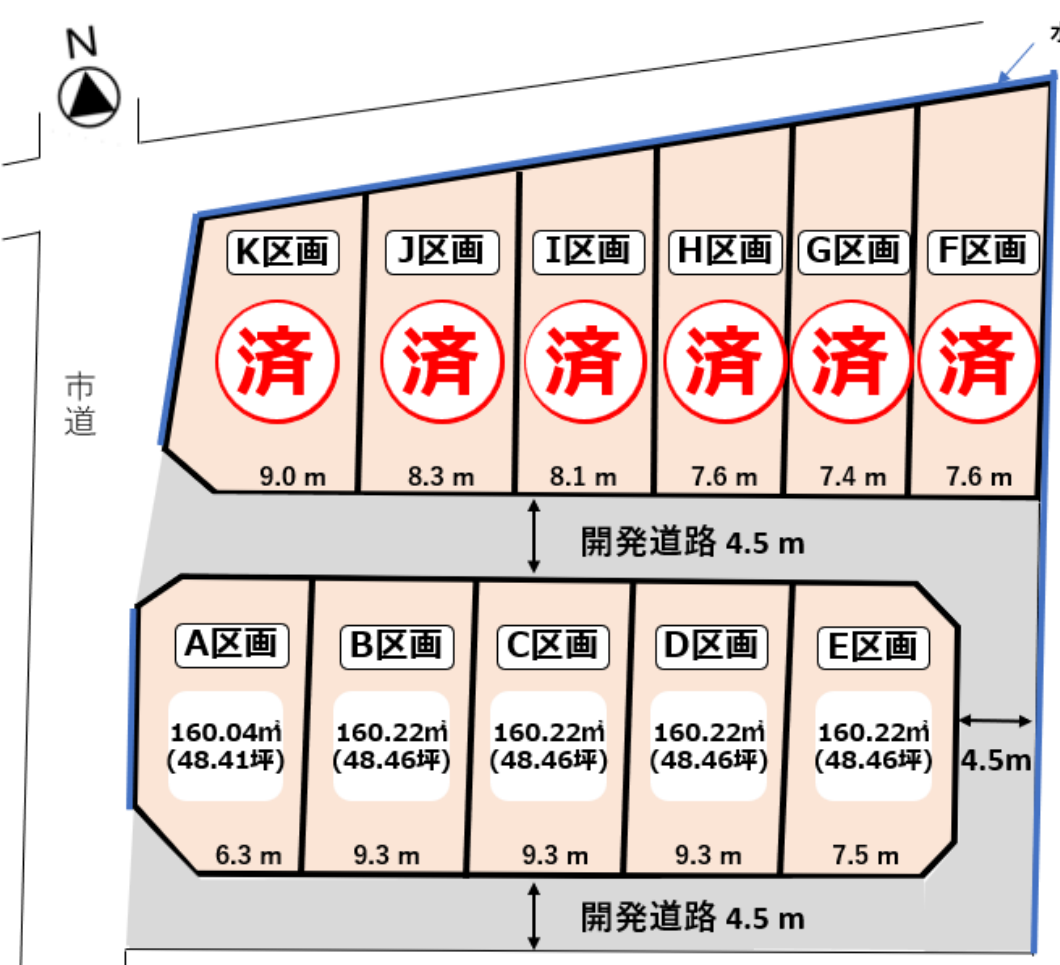 N
K区画
J区画
I区画
H区画
G区画
F区画
済
済
済
済
済
済
市道
9.0 m
8.3 m
8.1 m
7.6 m
7.4 m
7.6 m
開発道路 4.5 m
A区画
B区画
C区画
D区画
E区画
160.04㎡
(48.41坪)
160.22㎡
(48.46坪)
160.22㎡
(48.46坪)
160.22㎡
(48.46坪)
160.22㎡
(48.46坪)
4.5m
6.3 m
9.3 m
9.3 m
9.3 m
7.5 m
開発道路 4.5 m